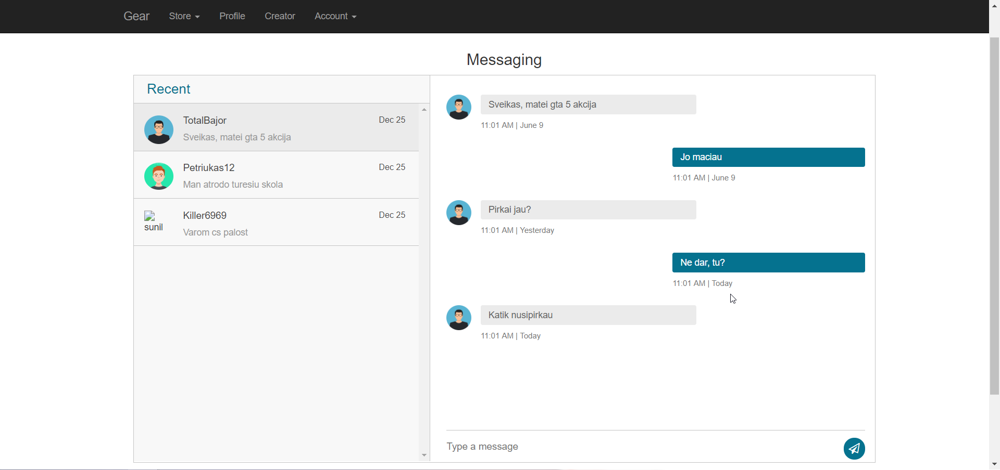 Gear Store Profile Creator Account
Messaging
Recent
TotalBajor Dec 25
Sveikas, matei gta 5 akcija
Petriukas12 Dec 25
Man atrodo turesiu skola
sunil
Killer6969 Dec 25
Varom cs palost
Sveikas, matei gta 5 akcija
11:01 AM | June 9
Jo maciau
11:01 AM | June 9
Pirkai jau?
11:01 AM | Yesterday
Ne dar, tu?
11:01 AM | Today
Katik nusipirkau
11:01 AM | Today
Type a message